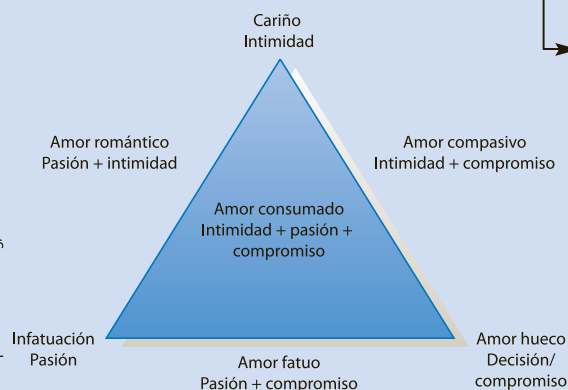 Cariño
Intimidad
Amor romántico
Pasión + intimidad
Amor compasivo
Intimidad + compromiso
Amor consumado
Intimidad + pasión +
compromiso
Infatuación
Pasión
Amor fatuo
Pasión + compromiso
Amor hueco
Decisión/
compromiso